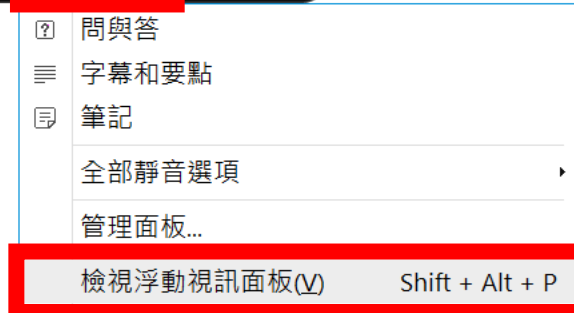 問與答
字幕和要點
筆記
全部靜音選項
管理面板...
檢視浮動視訊面板(V) Shift + Alt + P